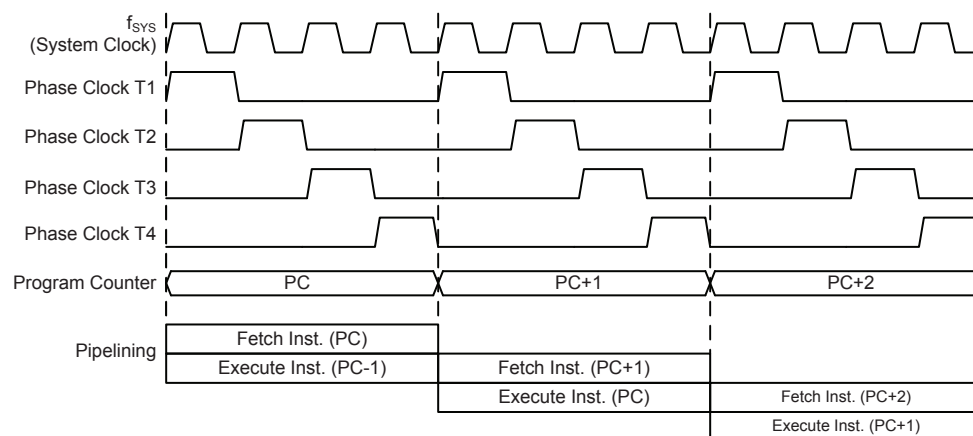 fSYS
(System Clock)
Phase Clock T1
Phase Clock T2
Phase Clock T3
Phase Clock T4
Program Counter PC PC+1 PC+2
Pipelining
Fetch Inst. (PC)
Execute Inst. (PC-1) Fetch Inst. (PC+1)
Execute Inst. (PC) Fetch Inst. (PC+2)
Execute Inst. (PC+1)